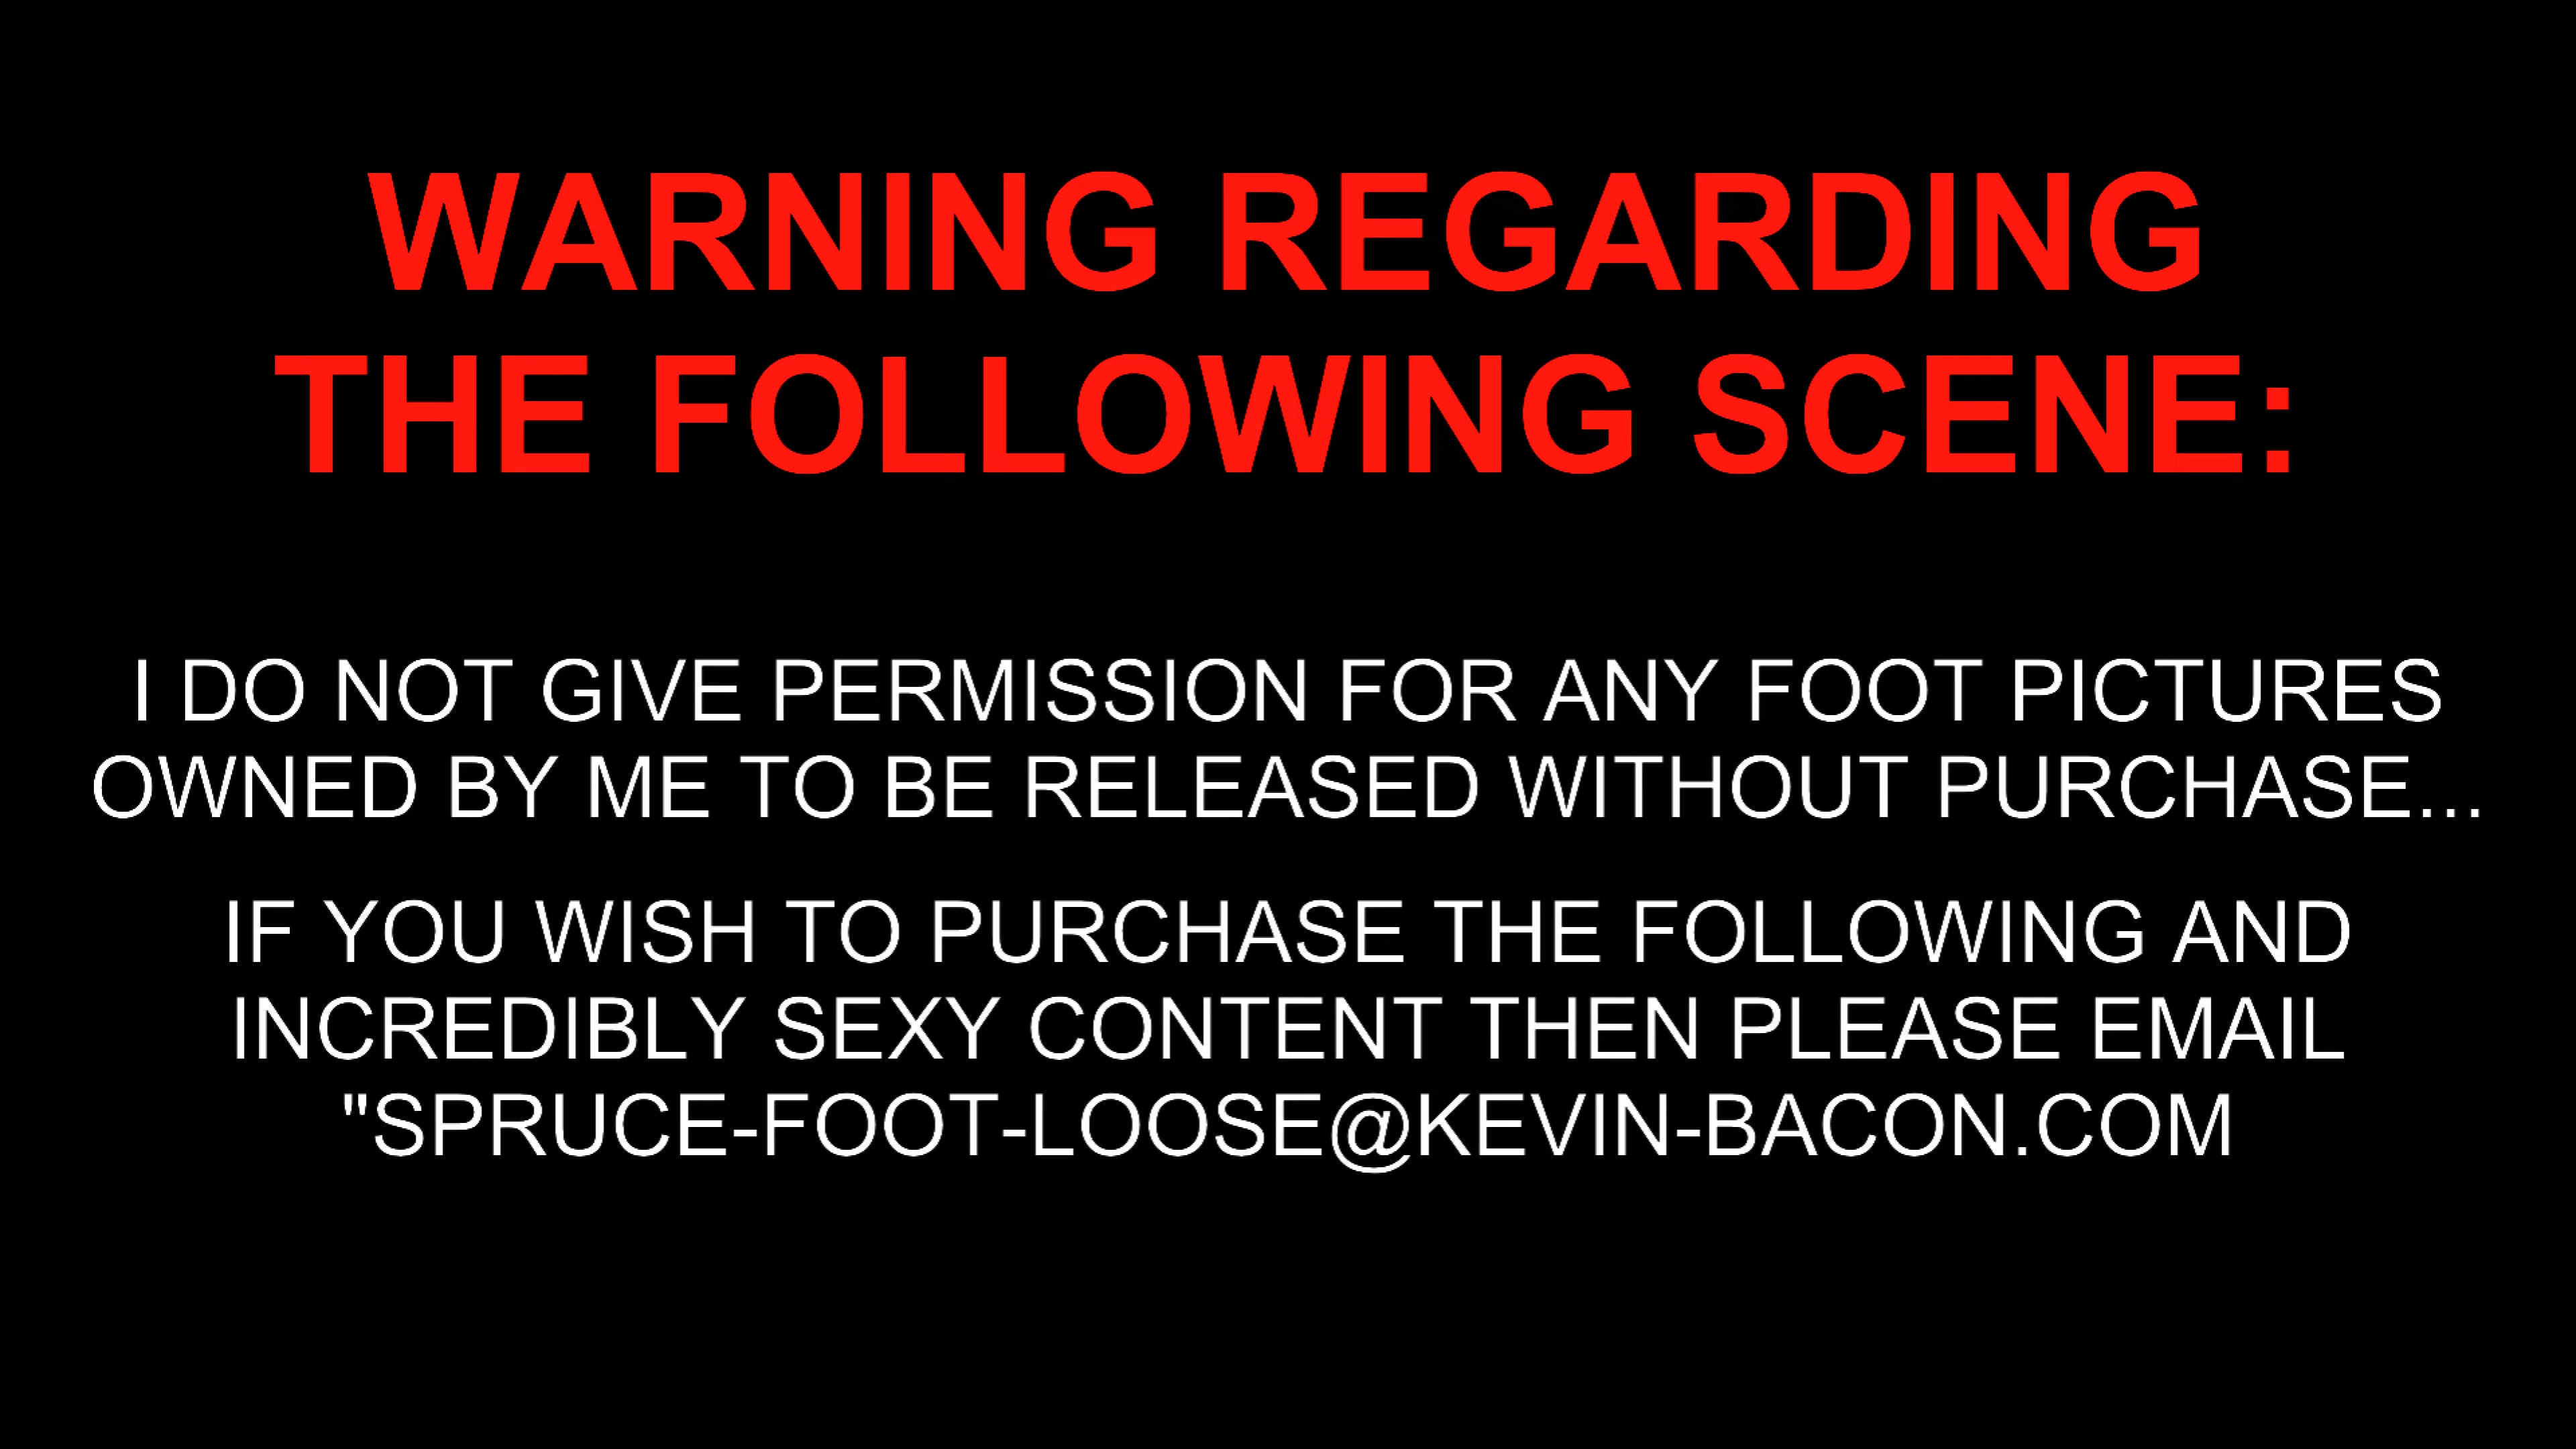 WARNING REGARDING
THE FOLLOWING SCENE:
I DO NOT GIVE PERMISSION FOR ANY FOOT PICTURES
OWNED BY ME TO BE RELEASED WITHOUT PURCHASE...
IF YOU WISH TO PURCHASE THE FOLLOWING AND
INCREDIBLY SEXY CONTENT THEN PLEASE EMAIL
"SPRUCE-FOOT-LOOSE@KEVIN-BACON.COM